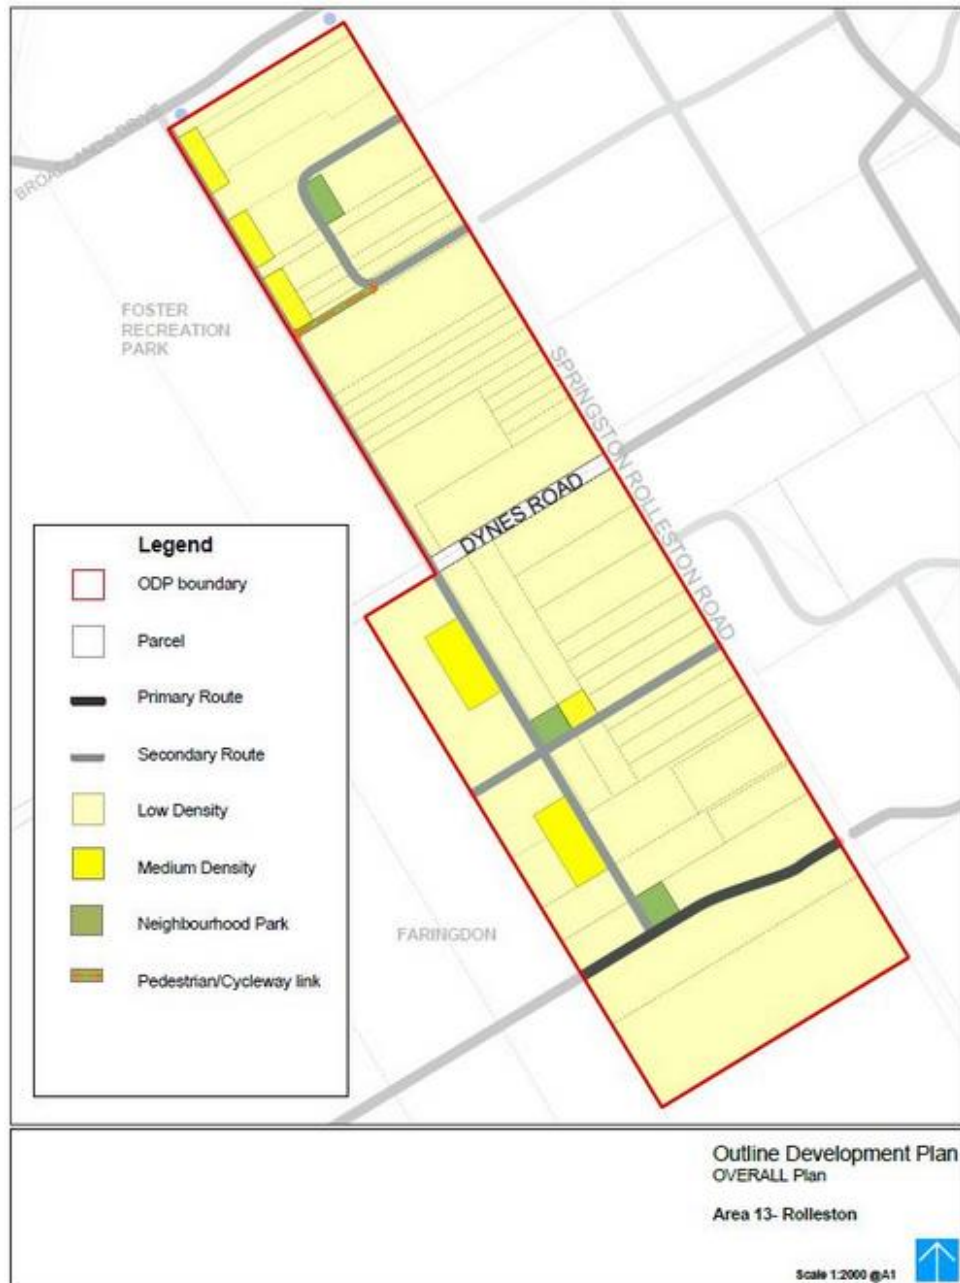 BROADLANDS DRIVE
FOSTER
RECREATION
PARK
SPRINGSTON ROLLESTON ROAD
DYNES ROAD
Legend
ODP boundary
Parcel
Primary Route
Secondary Route
Low Density
Medium Density
Neighbourhood Park
Pedestrian/Cycleway link
FARINGDON
Outline Development Plan
OVERALL Plan
Area 13- Rolleston
Scale 1:2000 @A1